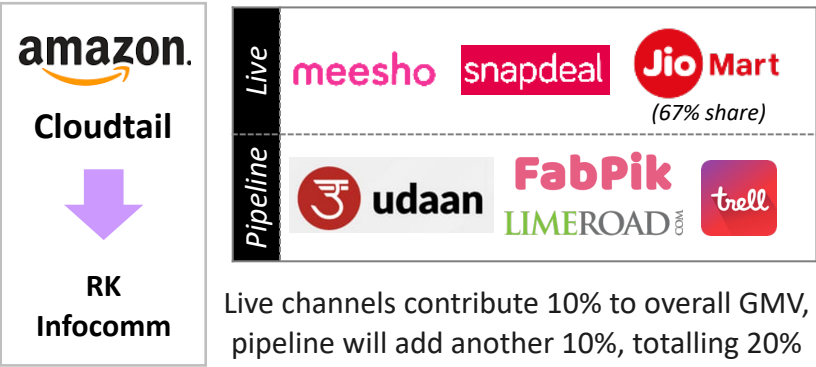 amazon.
Cloudtail
RK
Infocomm
Live
meesho
snapdeal
Jio Mart
(67% share)
Pipeline
उ udaan
FabPik
LIMEROAD.COM
trell
Live channels contribute 10% to overall GMV,
pipeline will add another 10%, totalling 20%